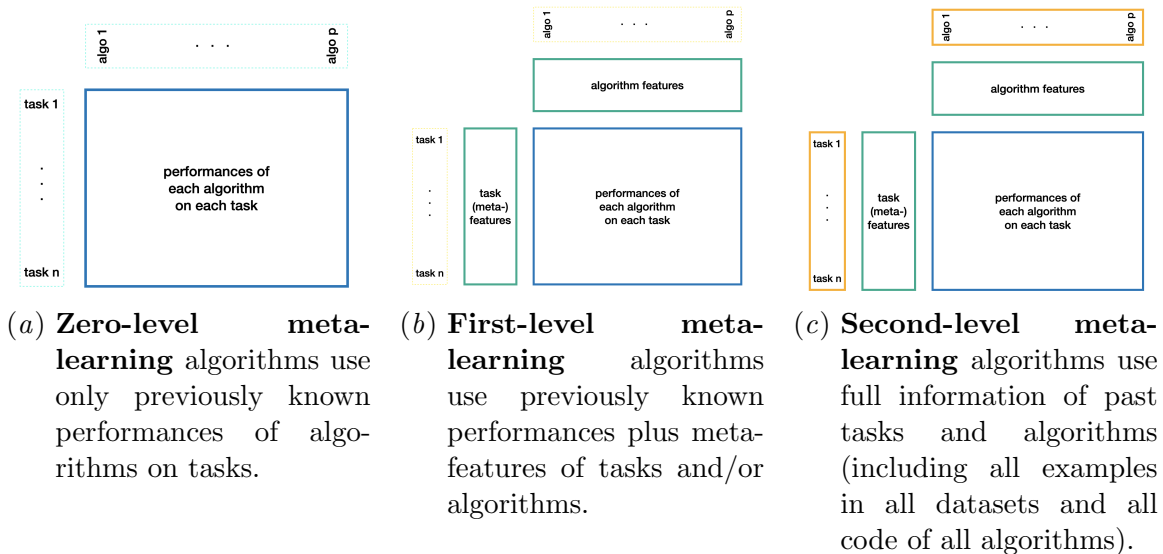 algo 1
. . .
algo p
task 1
.
.
.
task n
performances of
each algorithm
on each task
(a) Zero-level meta-
learning algorithms use
only previously known
performances of algo-
rithms on tasks.
algo 1
. . .
algo p
algorithm features
task 1
.
.
.
task n
task
(meta-)
features
performances of
each algorithm
on each task
(b) First-level meta-
learning algorithms
use previously known
performances plus meta-
features of tasks and/or
algorithms.
algo 1
. . .
algo p
algorithm features
task 1
.
.
.
task n
task
(meta-)
features
performances of
each algorithm
on each task
(c) Second-level meta-
learning algorithms use
full information of past
tasks and algorithms
(including all examples
in all datasets and all
code of all algorithms).